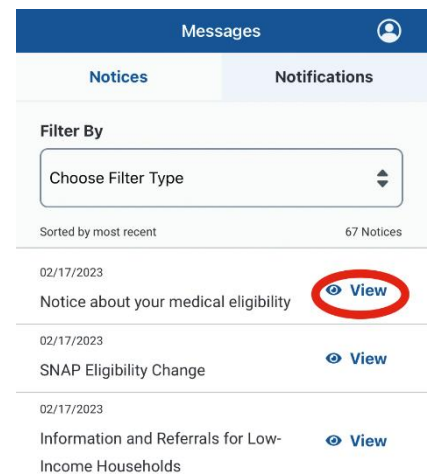 Messages
Notices Notifications
Filter By
Choose Filter Type
Sorted by most recent 67 Notices
02/17/2023
Notice about your medical eligibility View
02/17/2023
SNAP Eligibility Change View
02/17/2023
Information and Referrals for Low- View
Income Households